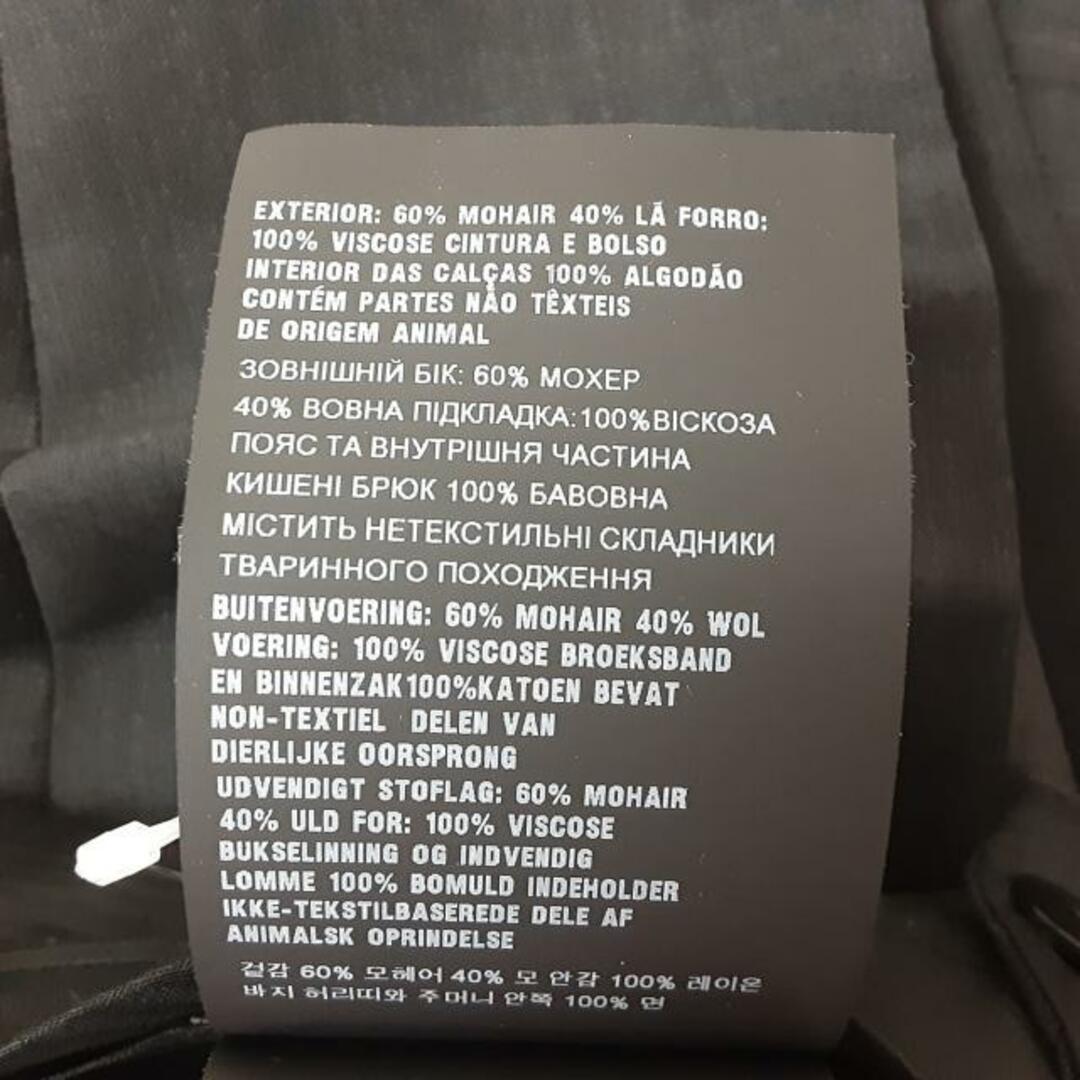 EXTERIOR: 60% MOHAIR 40% LÃ FORRO:
100% VISCOSE CINTURA E BOLSO
INTERIOR DAS CALÇAS 100% ALGODÃO
CONTÉM PARTES NÃO TÊXTEIS
DE ORIGEM ANIMAL
ЗОВНІШНІЙ БІК: 60% МОХЕР
40% ВОВНА ПІДКЛАДКА:100%ВІСКОЗА
ПОЯС ТА ВНУТРІШНЯ ЧАСТИНА
КИШЕНІ БРЮК 100% БАВОВНА
МІСТИТЬ НЕТЕКСТИЛЬНІ СКЛАДНИКИ
ТВАРИННОГО ПОХОДЖЕННЯ
BUITENVOERING: 60% MOHAIR 40% WOL
VOERING: 100% VISCOSE BROEKSBAND
EN BINNENZAK100%KATOEN BEVAT
NON-TEXTIEL DELEN VAN
DIERLIJKE OORSPRONG
UDVENDIGT STOFLAG: 60% MOHAIR
40% ULD FOR: 100% VISCOSE
BUKSELINNING OG INDVENDIG
LOMME 100% BOMULD INDEHOLDER
IKKE-TEKSTILBASEREDE DELE AF
ANIMALSK OPRINDELSE
겉감 60% 모헤어 40% 모 안감 100% 레이온
바지 허리띠와 주머니 안쪽 100% 면